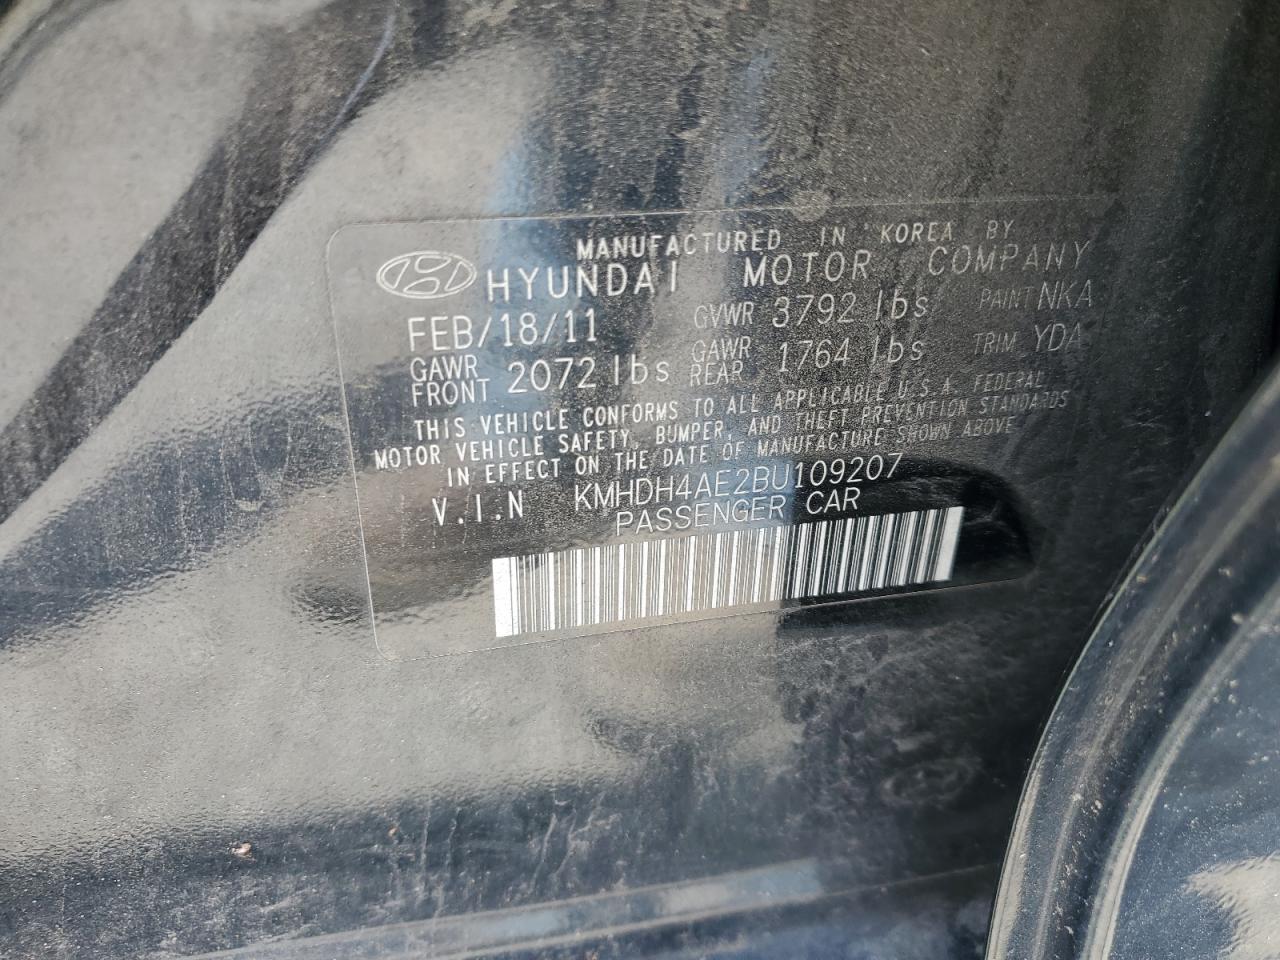 MANUFACTURED IN KOREA BY
HYUNDAI MOTOR COMPANY
FEB/18/11 GVWR 3792 lbs PAINT NKA
GAWR FRONT 2072 lbs GAWR REAR 1764 lbs TRIM YDA
THIS VEHICLE CONFORMS TO ALL APPLICABLE U.S.A. FEDERAL
MOTOR VEHICLE SAFETY, BUMPER, AND THEFT PREVENTION STANDARDS
IN EFFECT ON THE DATE OF MANUFACTURE SHOWN ABOVE
V.I.N KMHDH4AE2BU109207
PASSENGER CAR